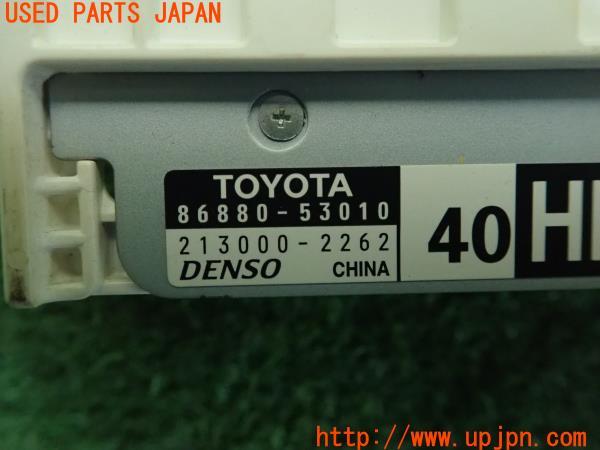 USED PARTS JAPAN
TOYOTA
86880-53010
213000-2262
DENSO CHINA
40
http://www.upjpn.com